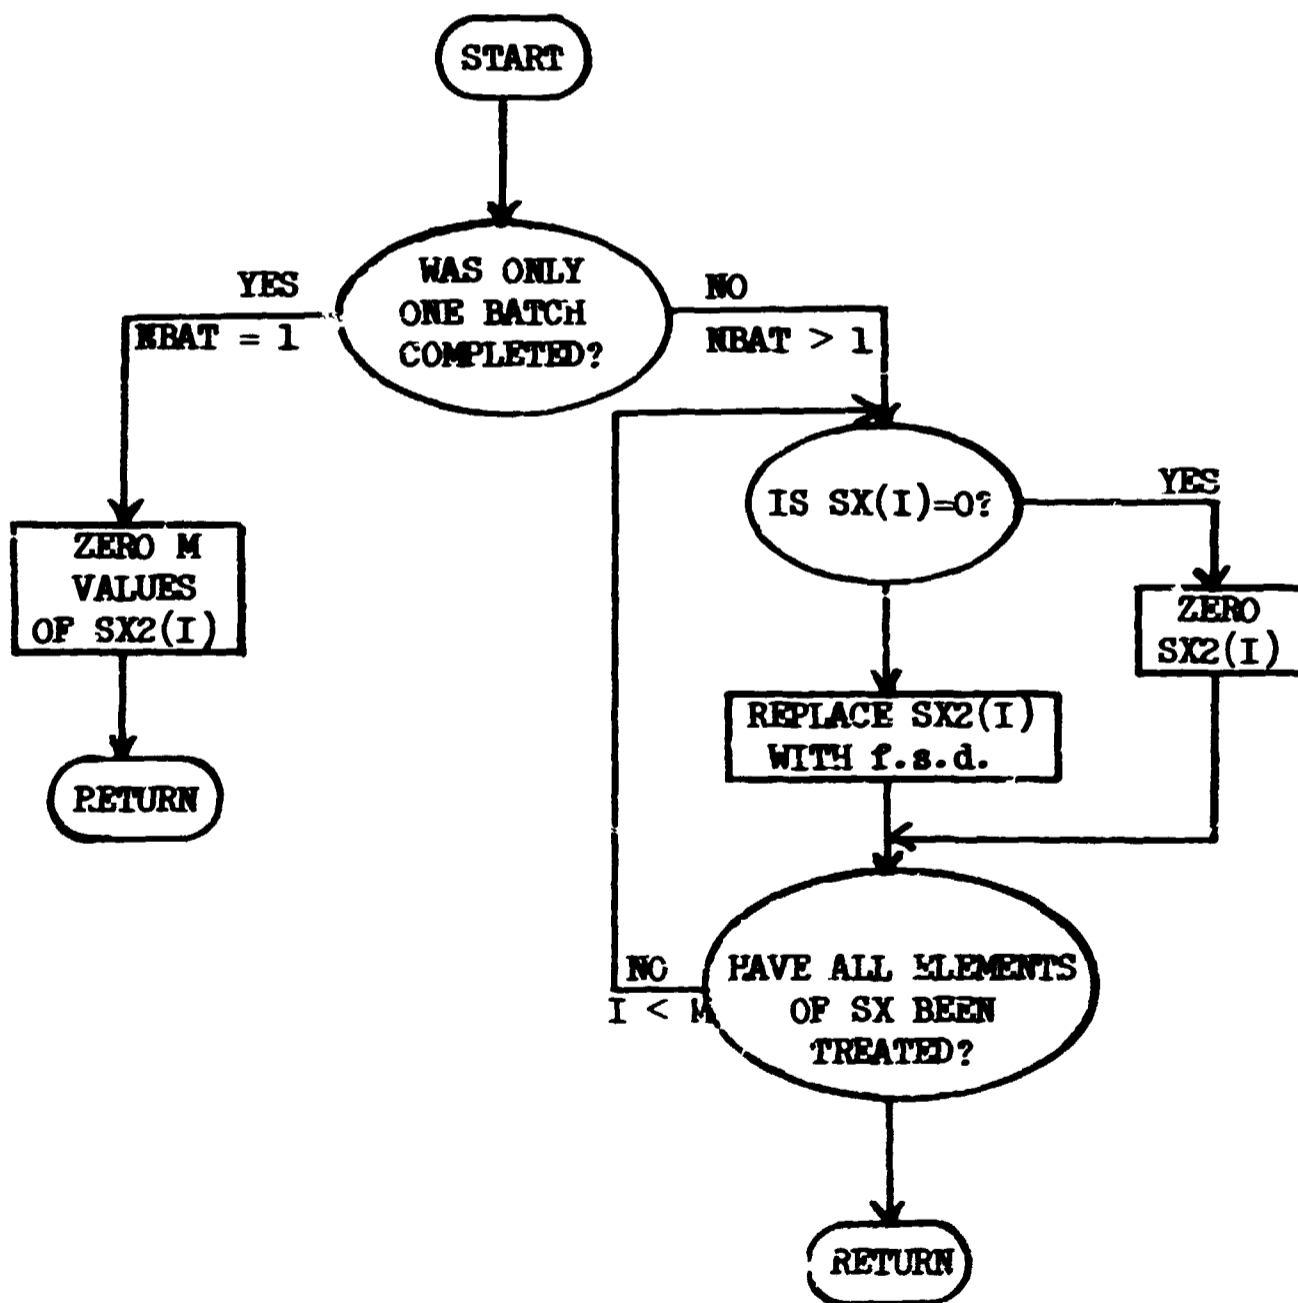 START
WAS ONLY
ONE BATCH
COMPLETED?
YES
NBAT = 1
NO
NBAT > 1
ZERO M
VALUES
OF SX2(I)
RETURN
IS SX(I)=0?
YES
ZERO
SX2(I)
REPLACE SX2(I)
WITH f.s.d.
HAVE ALL ELEMENTS
OF SX BEEN
TREATED?
NO
I < M
RETURN